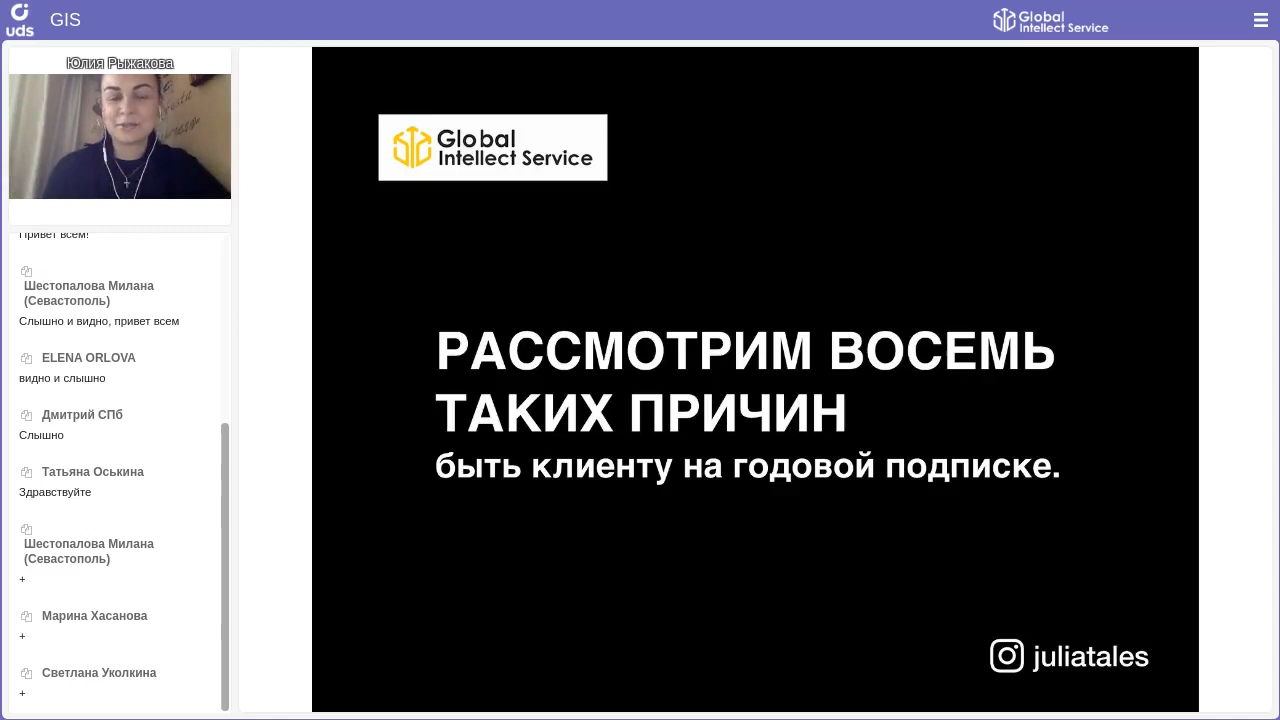 uds
GIS
Global
Intellect Service
Юлия Рыжакова
Привет всем!
Шестопалова Милана
(Севастополь)
Слышно и видно, привет всем
ELENA ORLOVA
видно и слышно
Дмитрий СПб
Слышно
Татьяна Оськина
Здравствуйте
Шестопалова Милана
(Севастополь)
+
Марина Хасанова
+
Светлана Уколкина
+
Global
Intellect Service
РАССМОТРИМ ВОСЕМЬ
ТАКИХ ПРИЧИН
быть клиенту на годовой подписке.
juliatales